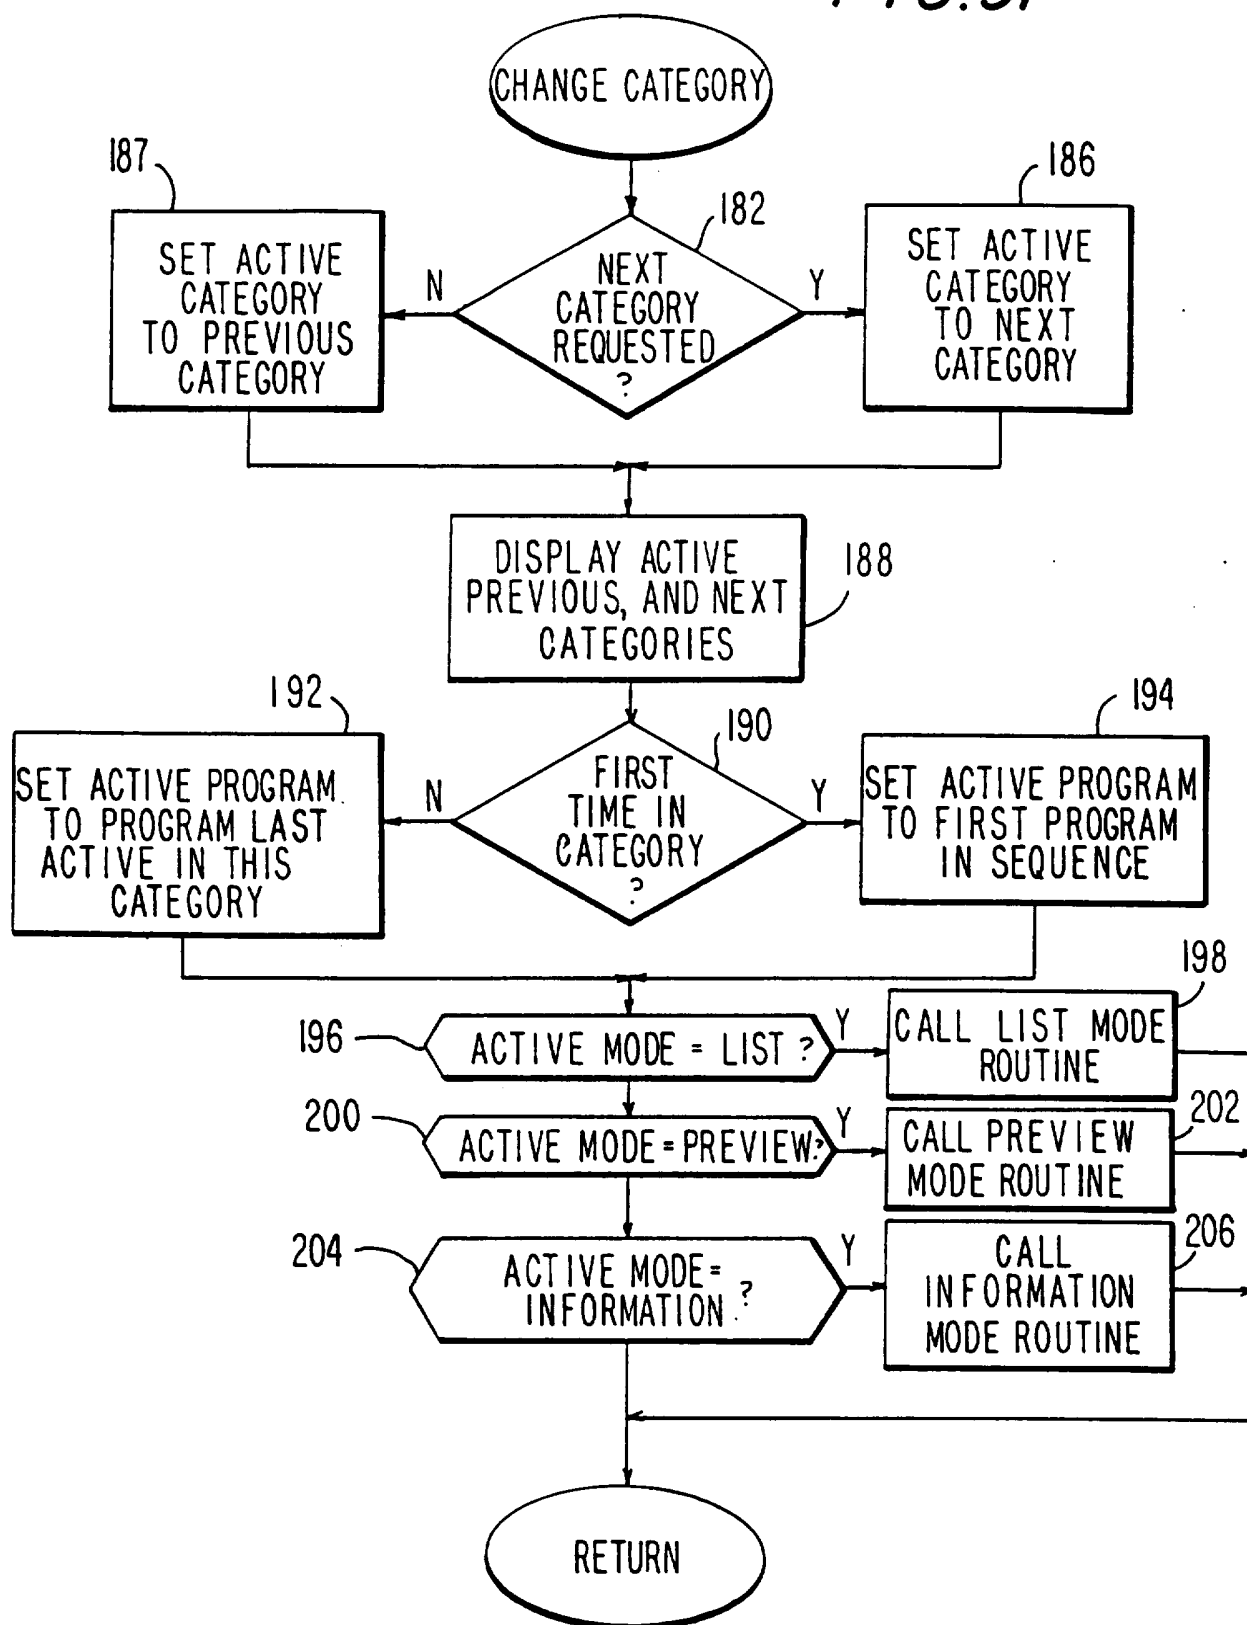 CHANGE CATEGORY
187
186
182
SET ACTIVE
CATEGORY
TO PREVIOUS
CATEGORY
N
NEXT
CATEGORY
REQUESTED
?
Y
SET ACTIVE
CATEGORY
TO NEXT
CATEGORY
DISPLAY ACTIVE
PREVIOUS, AND NEXT
CATEGORIES
188
192
190
194
SET ACTIVE PROGRAM
TO PROGRAM LAST
ACTIVE IN THIS
CATEGORY
N
FIRST
TIME IN
CATEGORY
?
Y
SET ACTIVE PROGRAM
TO FIRST PROGRAM
IN SEQUENCE
198
196
ACTIVE MODE = LIST ?
Y
CALL LIST MODE
ROUTINE
200
ACTIVE MODE = PREVIEW?
Y
202
CALL PREVIEW
MODE ROUTINE
204
ACTIVE MODE =
INFORMATION ?
Y
206
CALL
INFORMATION
MODE ROUTINE
RETURN